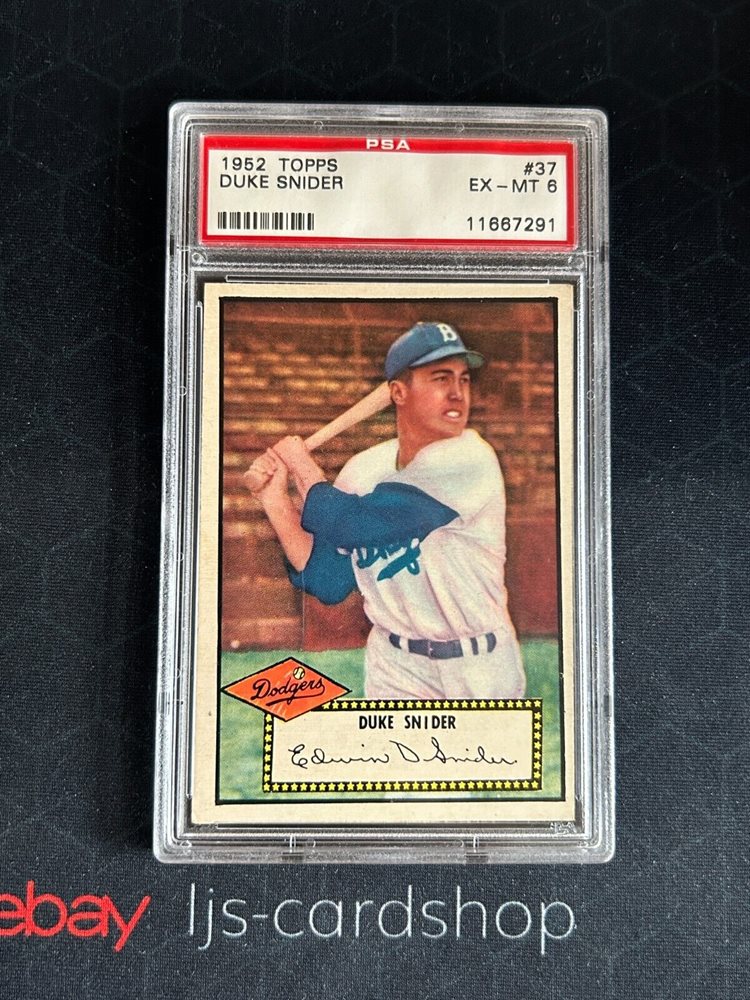 PSA
1952 TOPPS #37
DUKE SNIDER EX-MT 6
11667291
B
Dodgers
Dodgers
DUKE SNIDER
Edwin D Snider
ebay ljs-cardshop